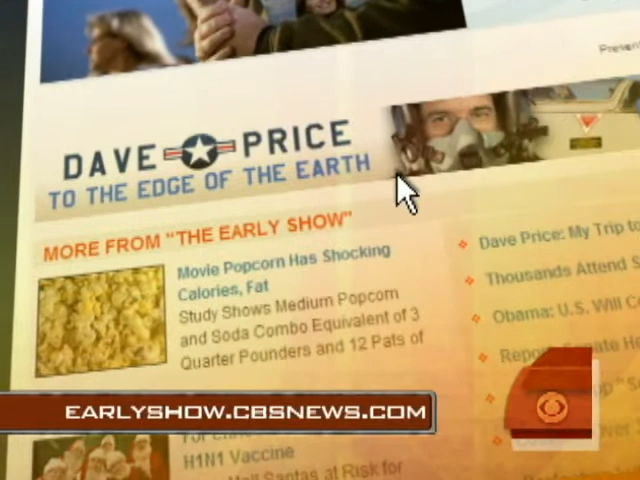 DAVE PRICE
TO THE EDGE OF THE EARTH
MORE FROM "THE EARLY SHOW"
Movie Popcorn Has Shocking
Calories, Fat
Study Shows Medium Popcorn
and Soda Combo Equivalent of 3
Quarter Pounders and 12 Pats of
H1N1 Vaccine
Santas at Risk for
Dave Price: My Trip to
Thousands Attend S
Obama: U.S. Will C
EARLYSHOW.CBSNEWS.COM